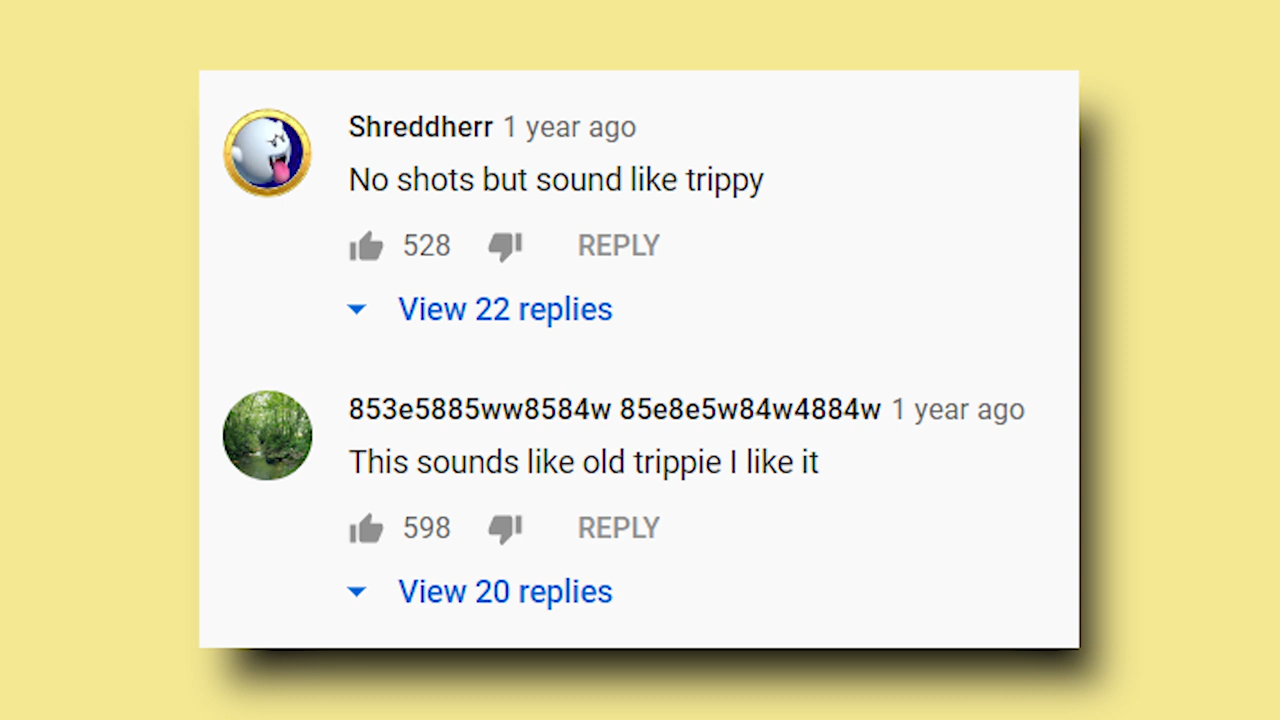 Shreddherr 1 year ago
No shots but sound like trippy
528 REPLY
View 22 replies
853e5885ww8584w 85e8e5w84w4884w 1 year ago
This sounds like old trippie I like it
598 REPLY
View 20 replies